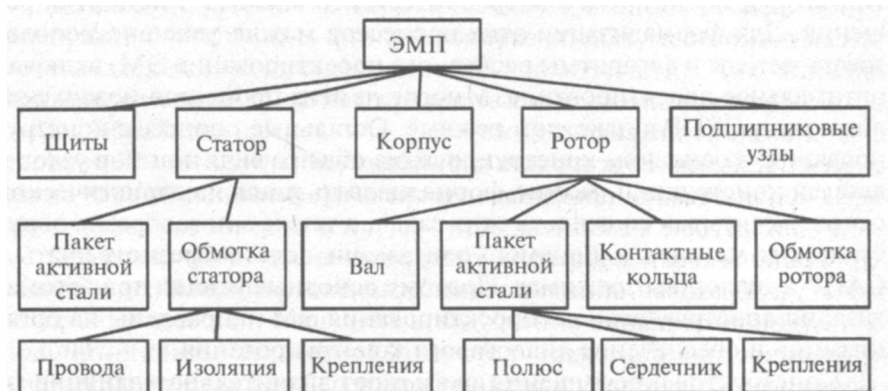 ЭМП
Щиты
Статор
Корпус
Ротор
Подшипниковые
узлы
Пакет
активной
стали
Обмотка
статора
Вал
Пакет
активной
стали
Контактные
кольца
Обмотка
ротора
Провода
Изоляция
Крепления
Полюс
Сердечник
Крепления